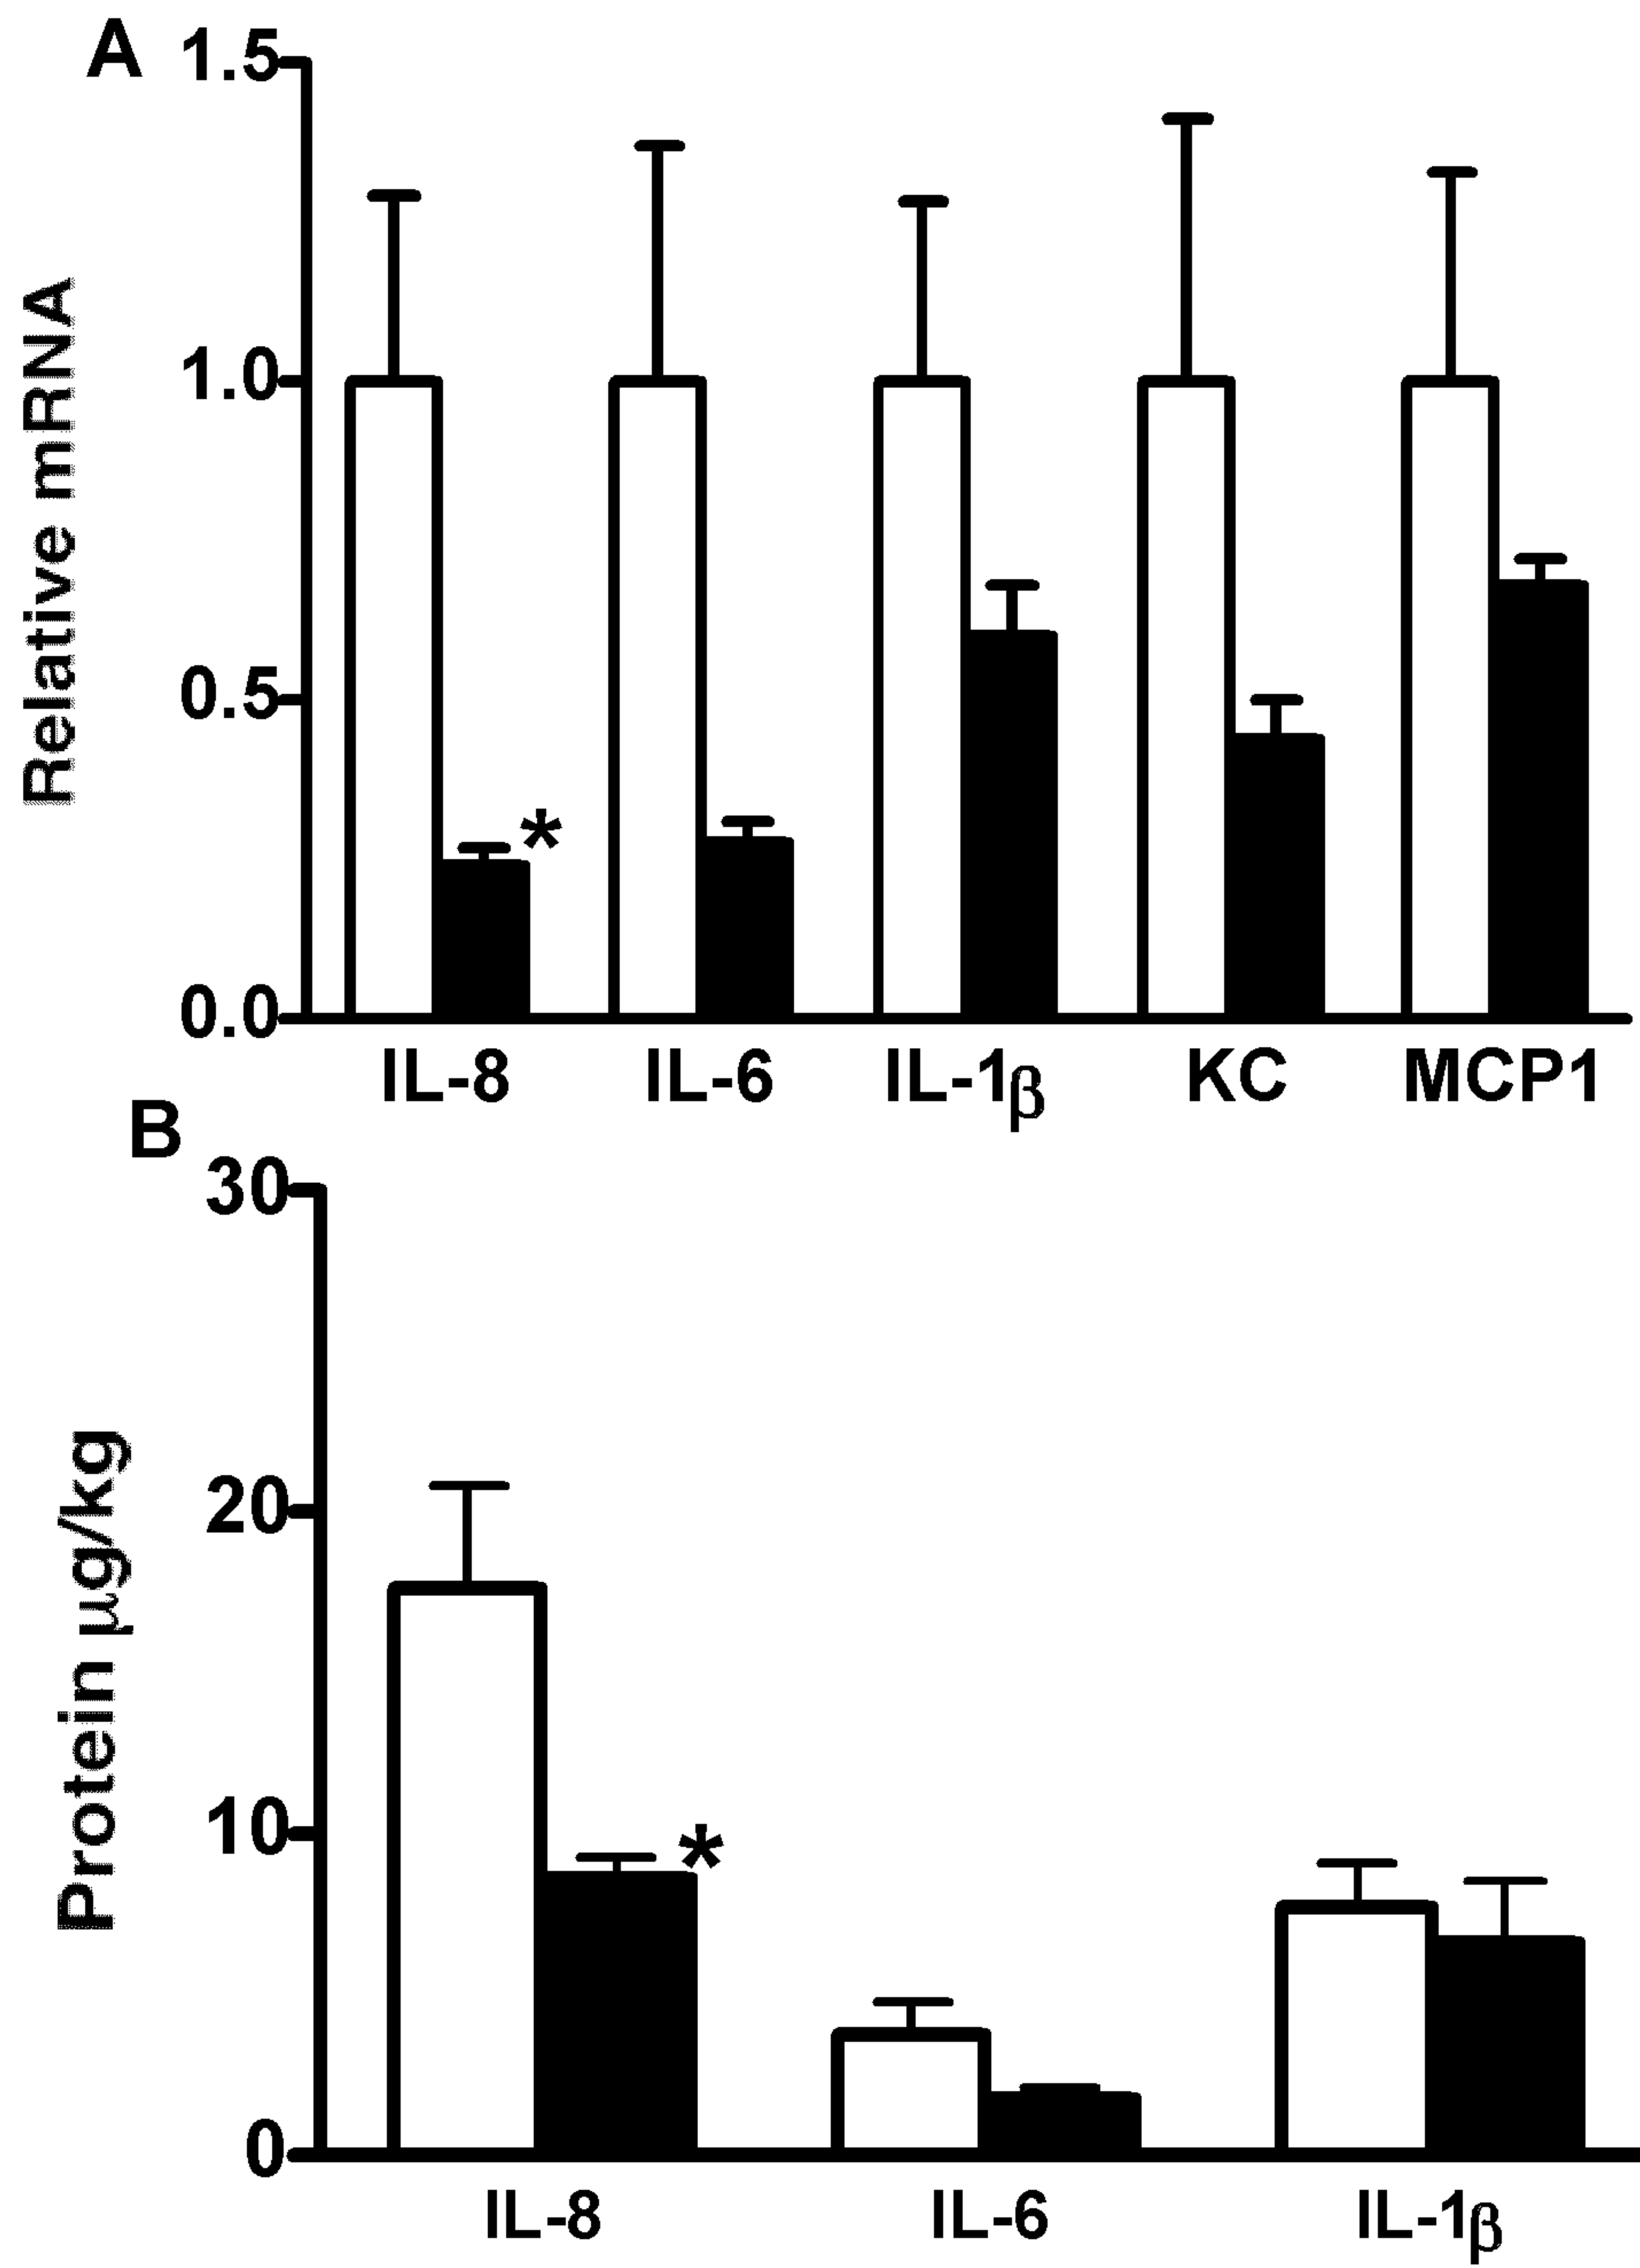 A
1.5
1.0
0.5
0.0
Relative mRNA
*
IL-8 IL-6 IL-1β KC MCP1
B
30
20
10
0
Protein μg/kg
*
IL-8 IL-6 IL-1β